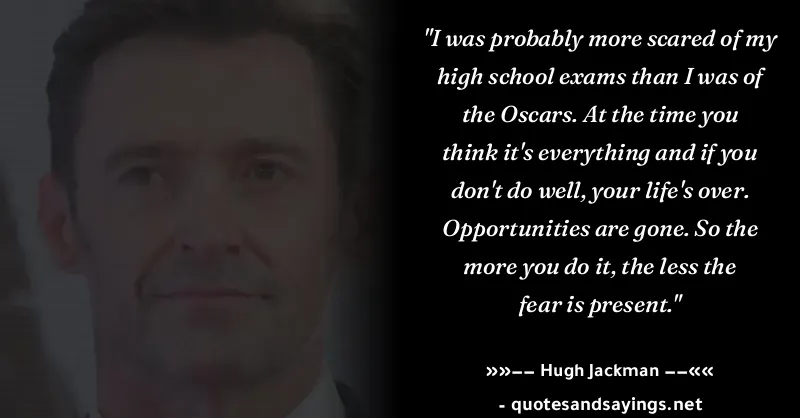 "I was probably more scared of my
high school exams than I was of
the Oscars. At the time you
think it's everything and if you
don't do well, your life's over.
Opportunities are gone. So the
more you do it, the less the
fear is present."
»»–– Hugh Jackman ––««
- quotesandsayings.net